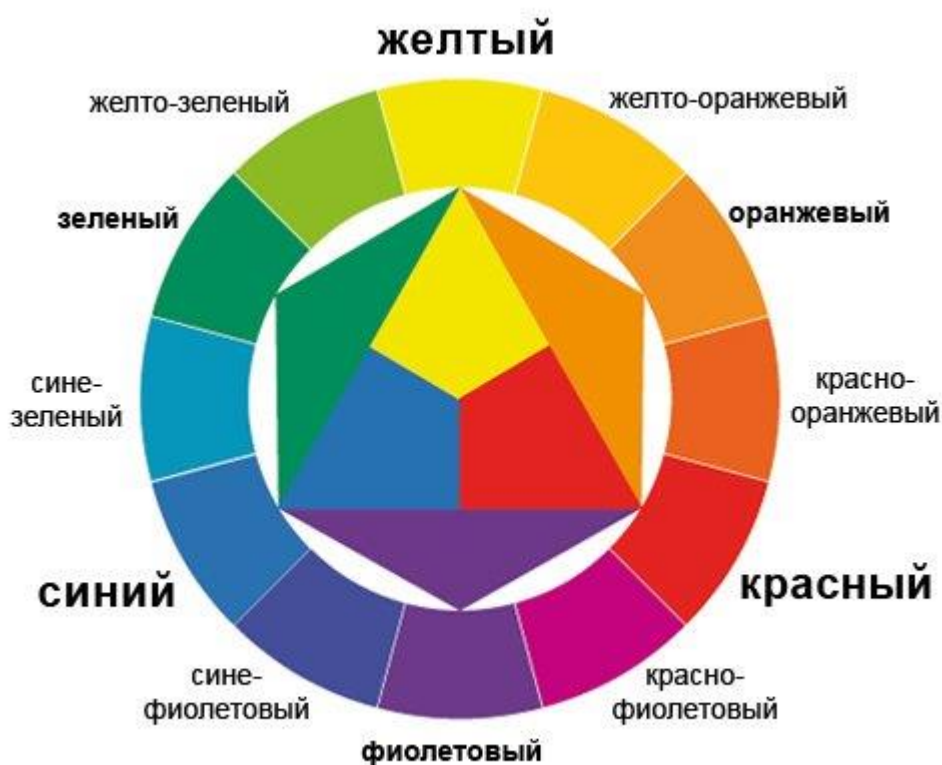 желтый
желто-зеленый
желто-оранжевый
зеленый
оранжевый
сине-
зеленый
красно-
оранжевый
синий
красный
сине-
фиолетовый
красно-
фиолетовый
фиолетовый